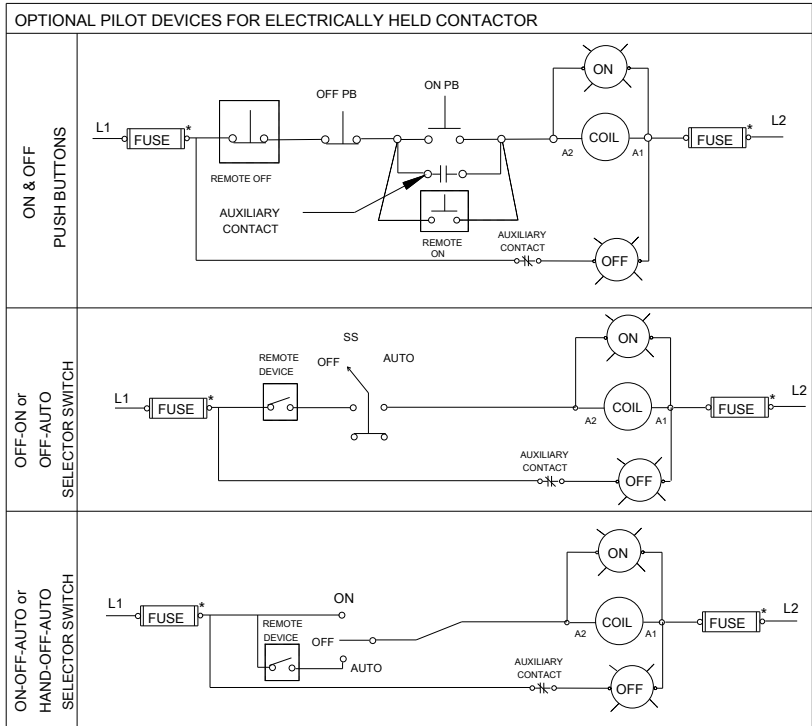 OPTIONAL PILOT DEVICES FOR ELECTRICALLY HELD CONTACTOR
ON & OFF
PUSH BUTTONS
L1
FUSE
*
REMOTE OFF
OFF PB
ON PB
ON
A2
COIL
A1
FUSE
*
L2
AUXILIARY
CONTACT
REMOTE
ON
AUXILIARY
CONTACT
OFF
OFF-ON or
OFF-AUTO
SELECTOR SWITCH
L1
FUSE
*
REMOTE
DEVICE
SS
OFF
AUTO
ON
A2
COIL
A1
FUSE
*
L2
AUXILIARY
CONTACT
OFF
ON-OFF-AUTO or
HAND-OFF-AUTO
SELECTOR SWITCH
L1
FUSE
*
REMOTE
DEVICE
ON
OFF
AUTO
ON
A2
COIL
A1
FUSE
*
L2
AUXILIARY
CONTACT
OFF